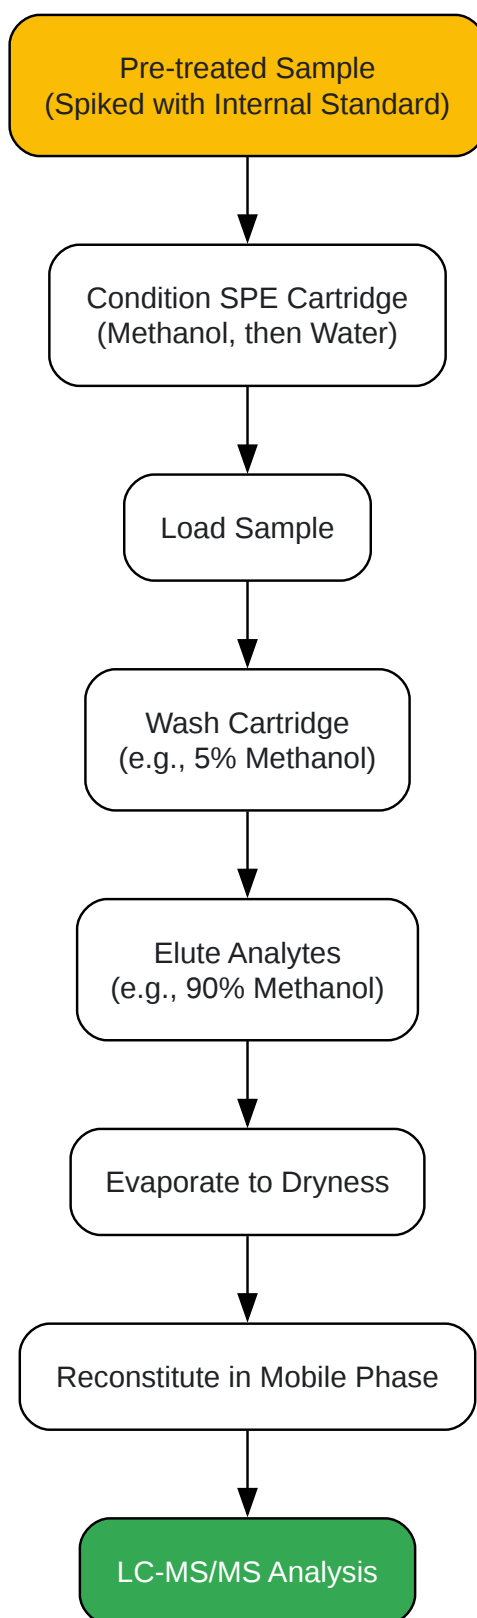 Pre-treated Sample
(Spiked with Internal Standard)
Condition SPE Cartridge
(Methanol, then Water)
Load Sample
Wash Cartridge
(e.g., 5% Methanol)
Elute Analytes
(e.g., 90% Methanol)
Evaporate to Dryness
Reconstitute in Mobile Phase
LC-MS/MS Analysis